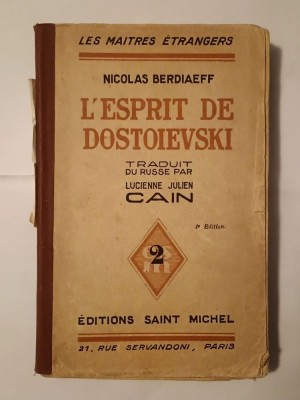 LES MAITRES ÉTRANGERS
NICOLAS BERDIAEFF
L'ESPRIT DE
DOSTOIEVSKI
TRADUIT
DU RUSSE PAR
LUCIENNE JULIEN
CAIN
Edition
2
ÉDITIONS SAINT MICHEL
21, RUE SERVANDONI, PARIS